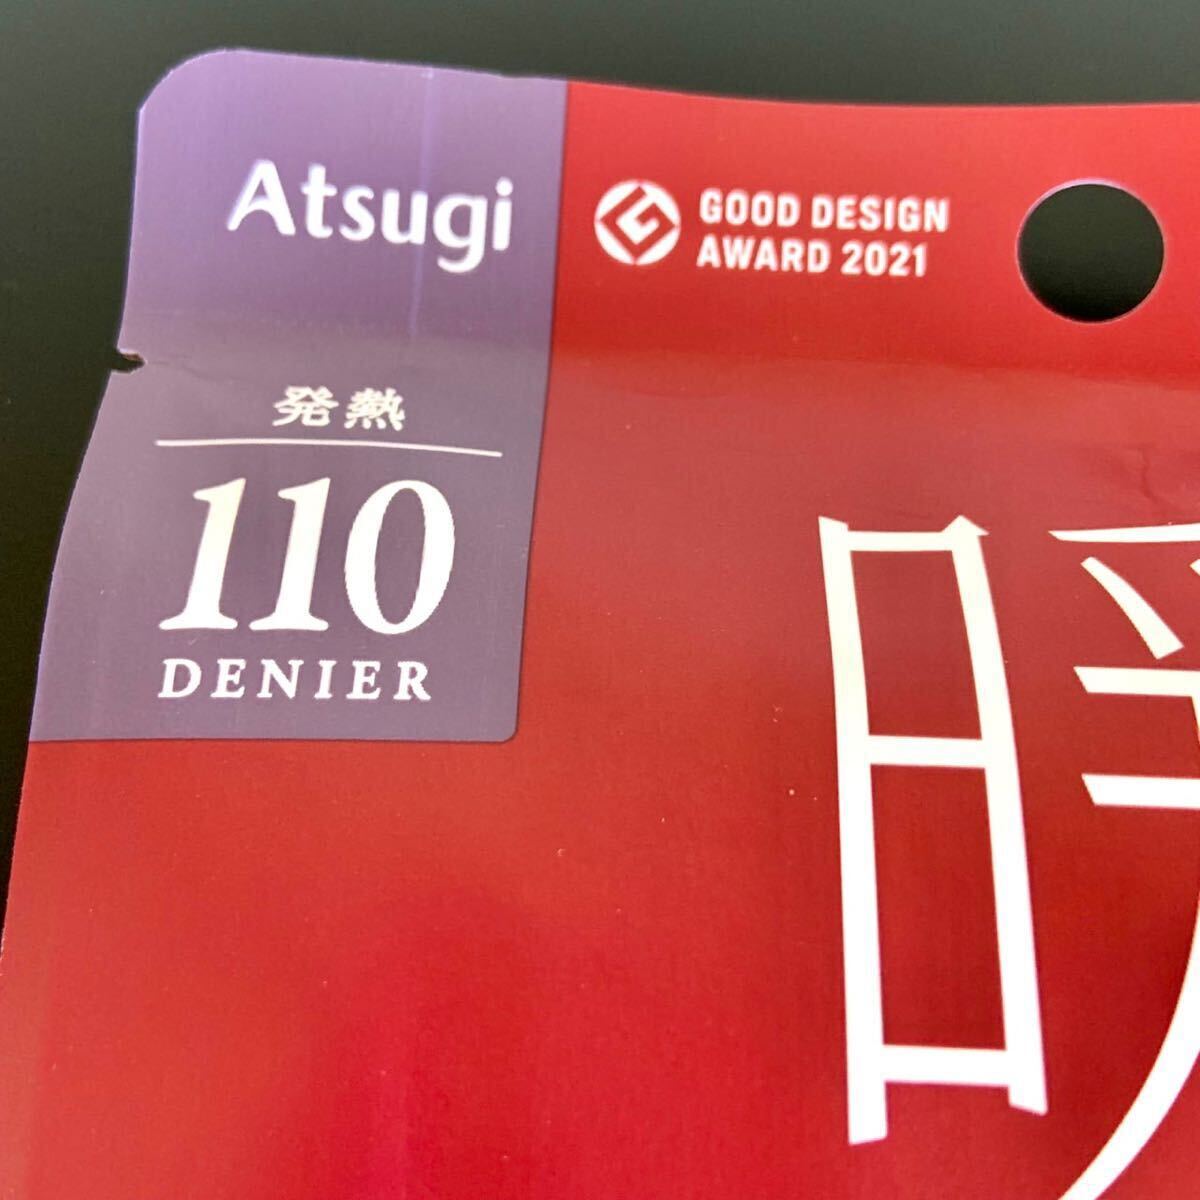 Atsugi
GOOD DESIGN
AWARD 2021
発熱
110
DENIER